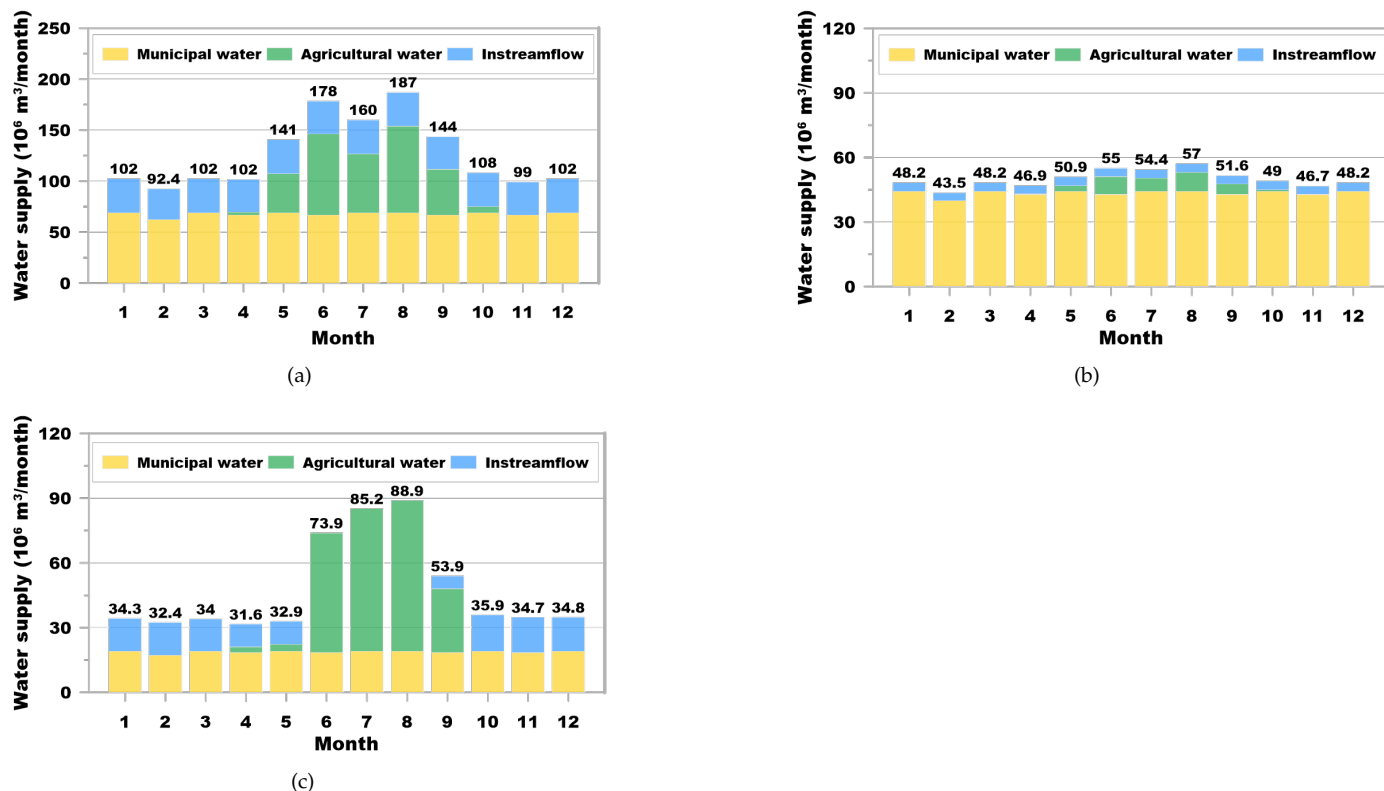 Water supply (10⁶ m³/month)
250
200
150
100
50
0
Municipal water Agricultural water Instreamflow
102 92.4 102 102 141 178 160 187 144 108 99 102
1 2 3 4 5 6 7 8 9 10 11 12
Month
(a)
Water supply (10⁶ m³/month)
120
90
60
30
0
Municipal water Agricultural water Instreamflow
48.2 43.5 48.2 46.9 50.9 55 54.4 57 51.6 49 46.7 48.2
1 2 3 4 5 6 7 8 9 10 11 12
Month
(b)
Water supply (10⁶ m³/month)
120
90
60
30
0
Municipal water Agricultural water Instreamflow
34.3 32.4 34 31.6 32.9 73.9 85.2 88.9 53.9 35.9 34.7 34.8
1 2 3 4 5 6 7 8 9 10 11 12
Month
(c)